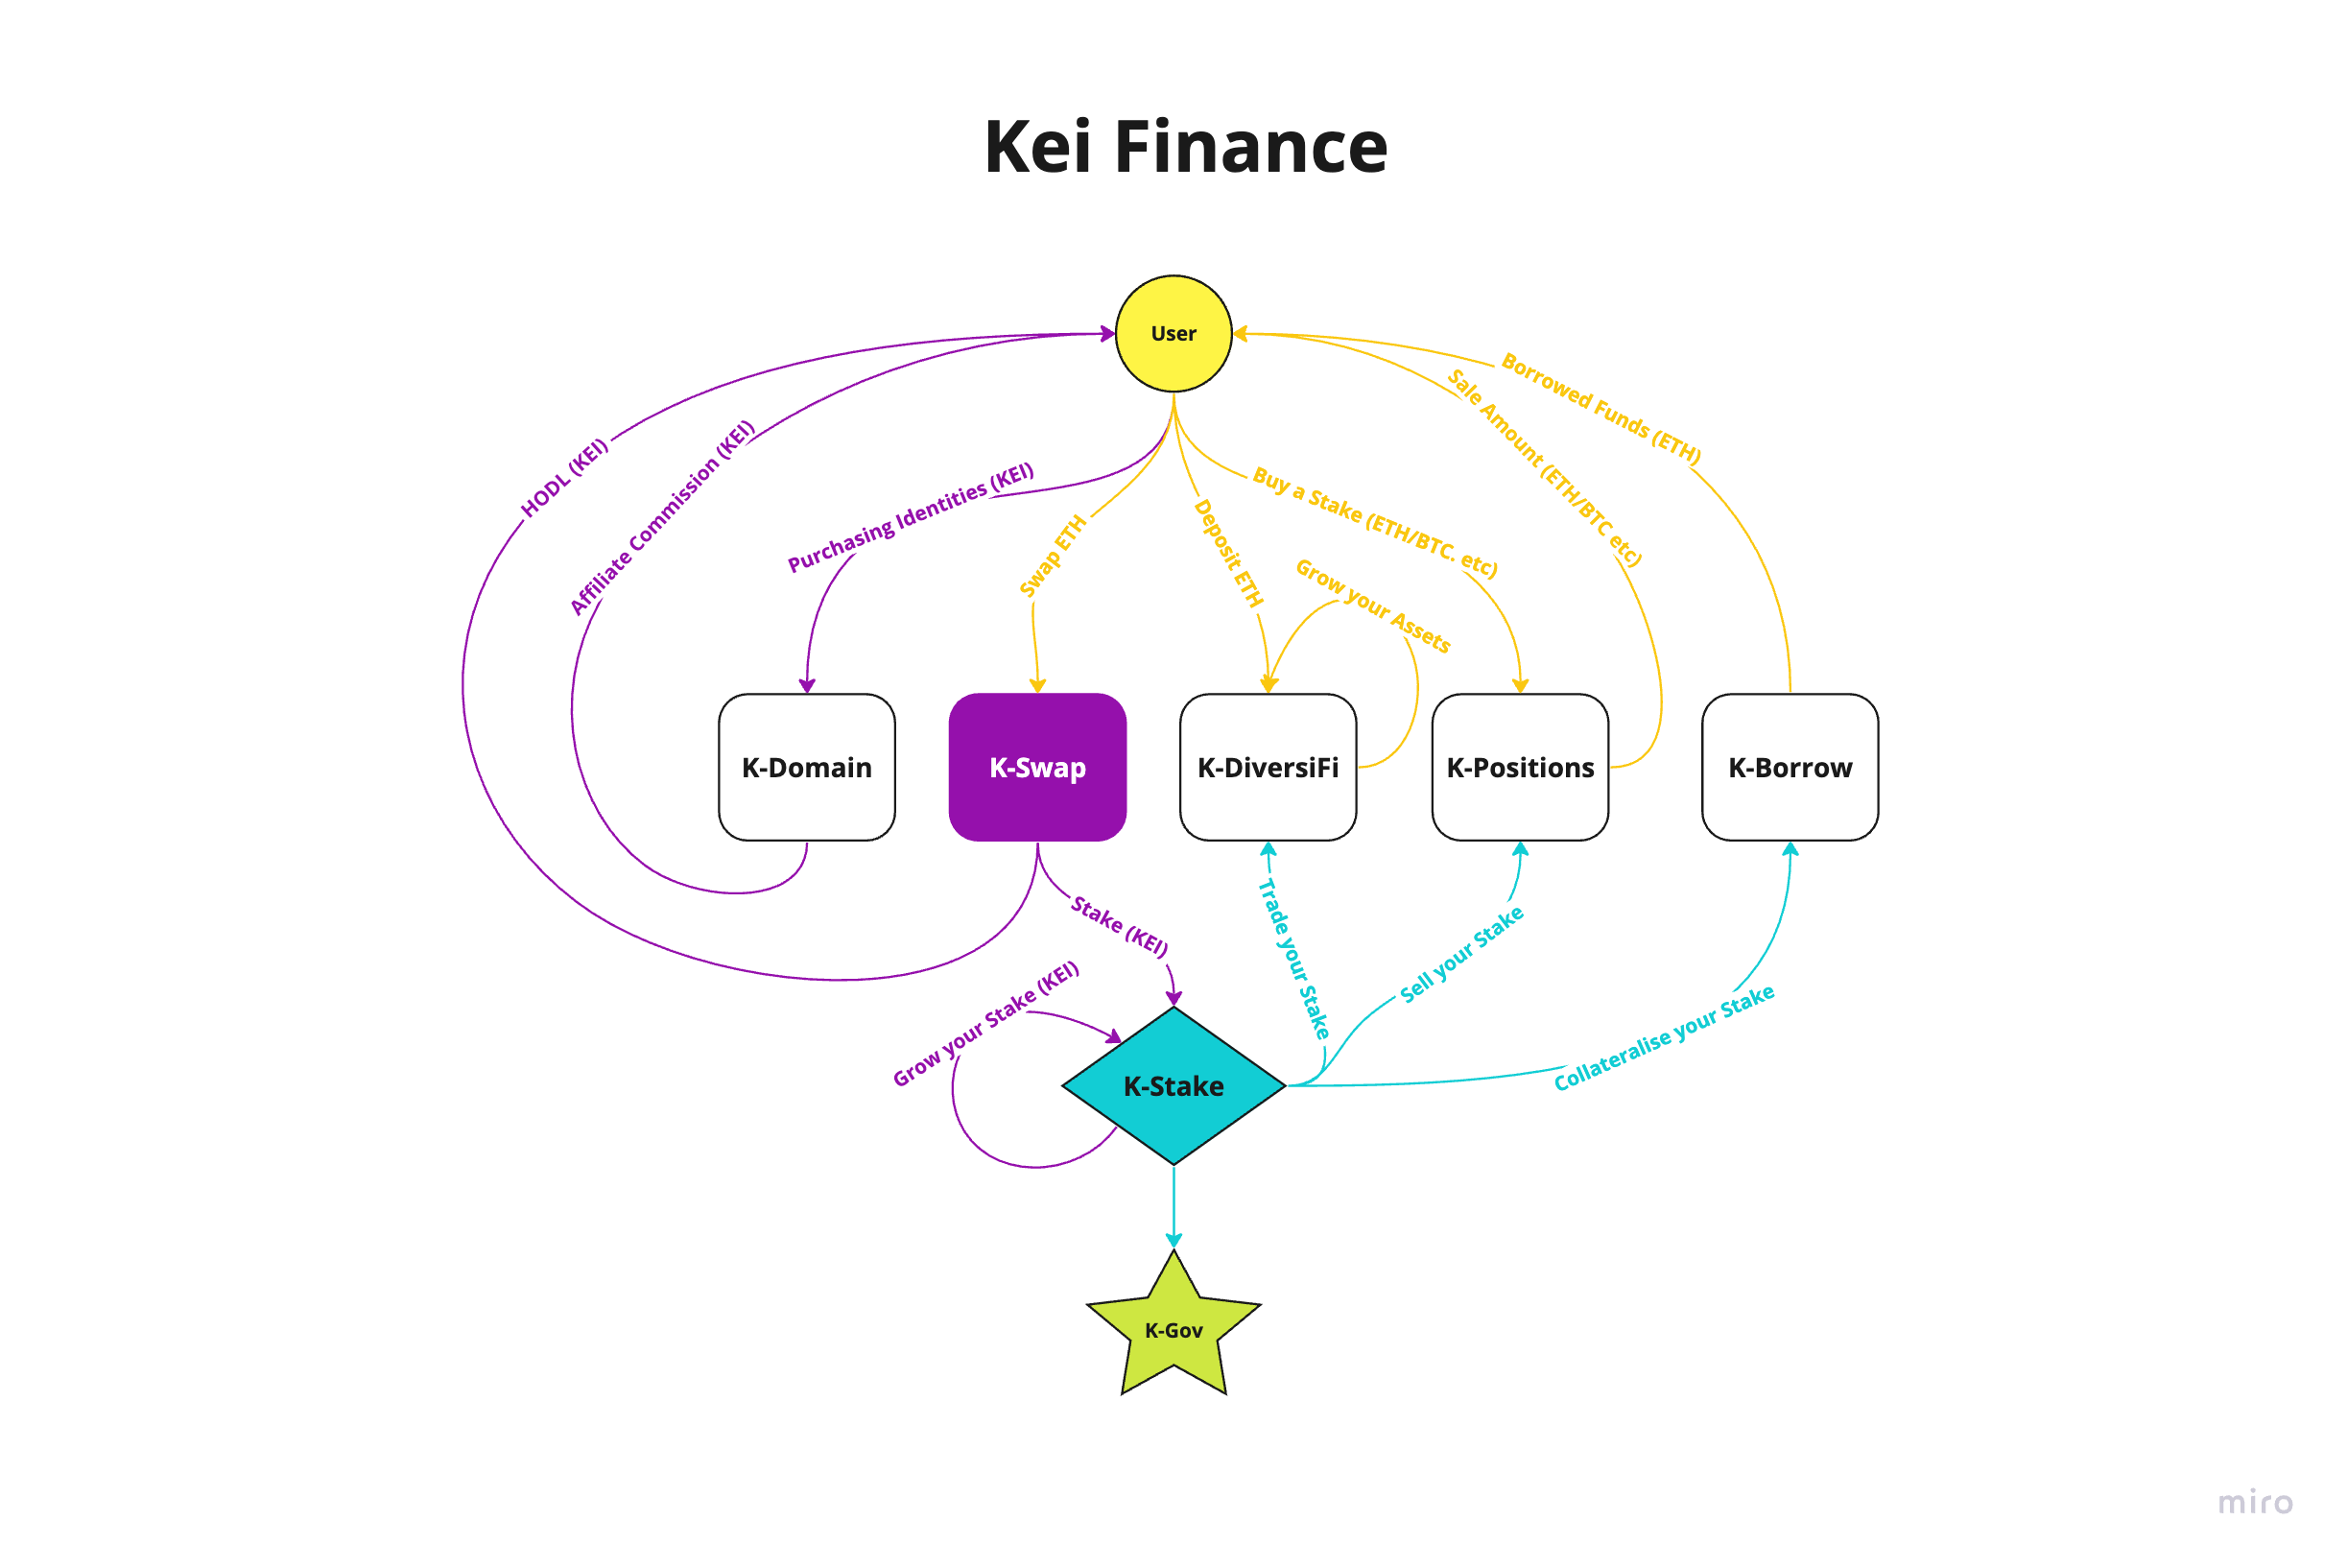 Kei Finance
User
Borrowed Funds (ETH)
Sale Amount (ETH/BTC etc)
HODL (KEI)
Affiliate Commission (KEI)
Purchasing Identities (KEI)
Swap ETH
Deposit ETH
Buy a Stake (ETH/BTC. etc)
Grow your Assets
K-Domain
K-Swap
K-DiversiFi
K-Positions
K-Borrow
Stake (KEI)
Trade your Stake
Sell your Stake
Grow your Stake (KEI)
Collateralise your Stake
K-Stake
K-Gov
miro